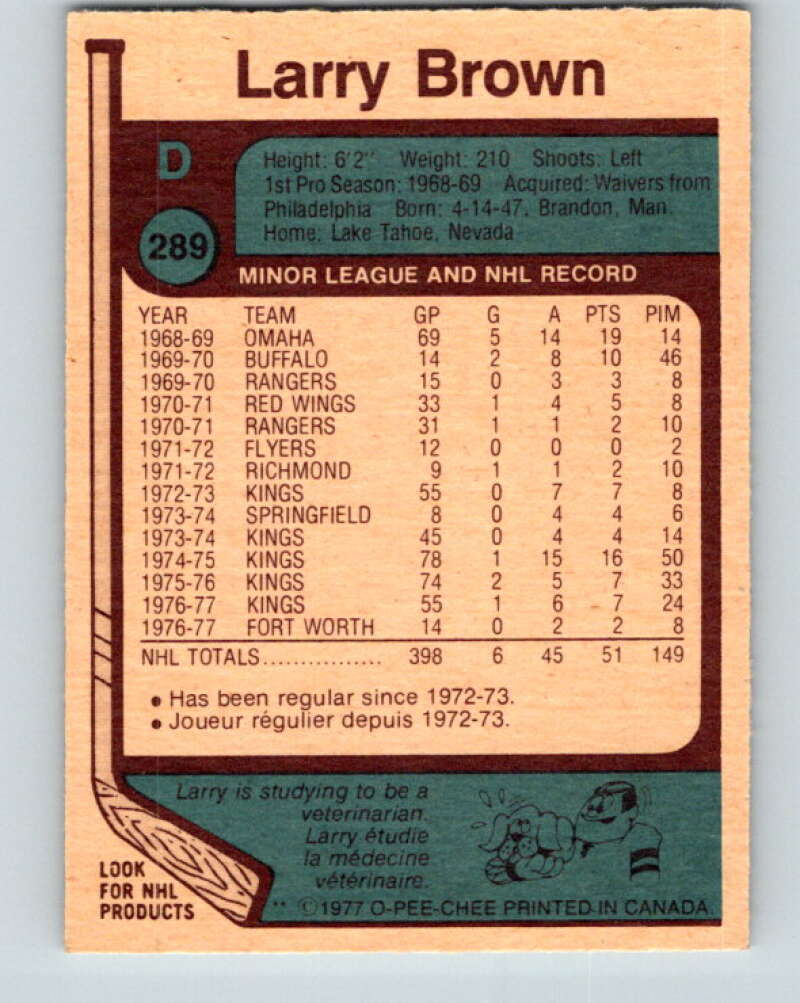 Larry Brown
D
Height: 6'2" Weight: 210 Shoots: Left
1st Pro Season: 1968-69 Acquired: Waivers from
Philadelphia Born: 4-14-47, Brandon, Man.
Home: Lake Tahoe, Nevada
289
MINOR LEAGUE AND NHL RECORD
YEAR TEAM GP G A PTS PIM
1968-69 OMAHA 69 5 14 19 14
1969-70 BUFFALO 14 2 8 10 46
1969-70 RANGERS 15 0 3 3 8
1970-71 RED WINGS 33 1 4 5 8
1970-71 RANGERS 31 1 1 2 10
1971-72 FLYERS 12 0 0 0 2
1971-72 RICHMOND 9 1 1 2 10
1972-73 KINGS 55 0 7 7 8
1973-74 SPRINGFIELD 8 0 4 4 6
1973-74 KINGS 45 0 4 4 14
1974-75 KINGS 78 1 15 16 50
1975-76 KINGS 74 2 5 7 33
1976-77 KINGS 55 1 6 7 24
1976-77 FORT WORTH 14 0 2 2 8
NHL TOTALS................ 398 6 45 51 149
• Has been regular since 1972-73.
• Joueur régulier depuis 1972-73.
Larry is studying to be a
veterinarian.
Larry étudie
la médecine
vétérinaire.
LOOK
FOR NHL
PRODUCTS
** ©1977 O-PEE-CHEE PRINTED IN CANADA.